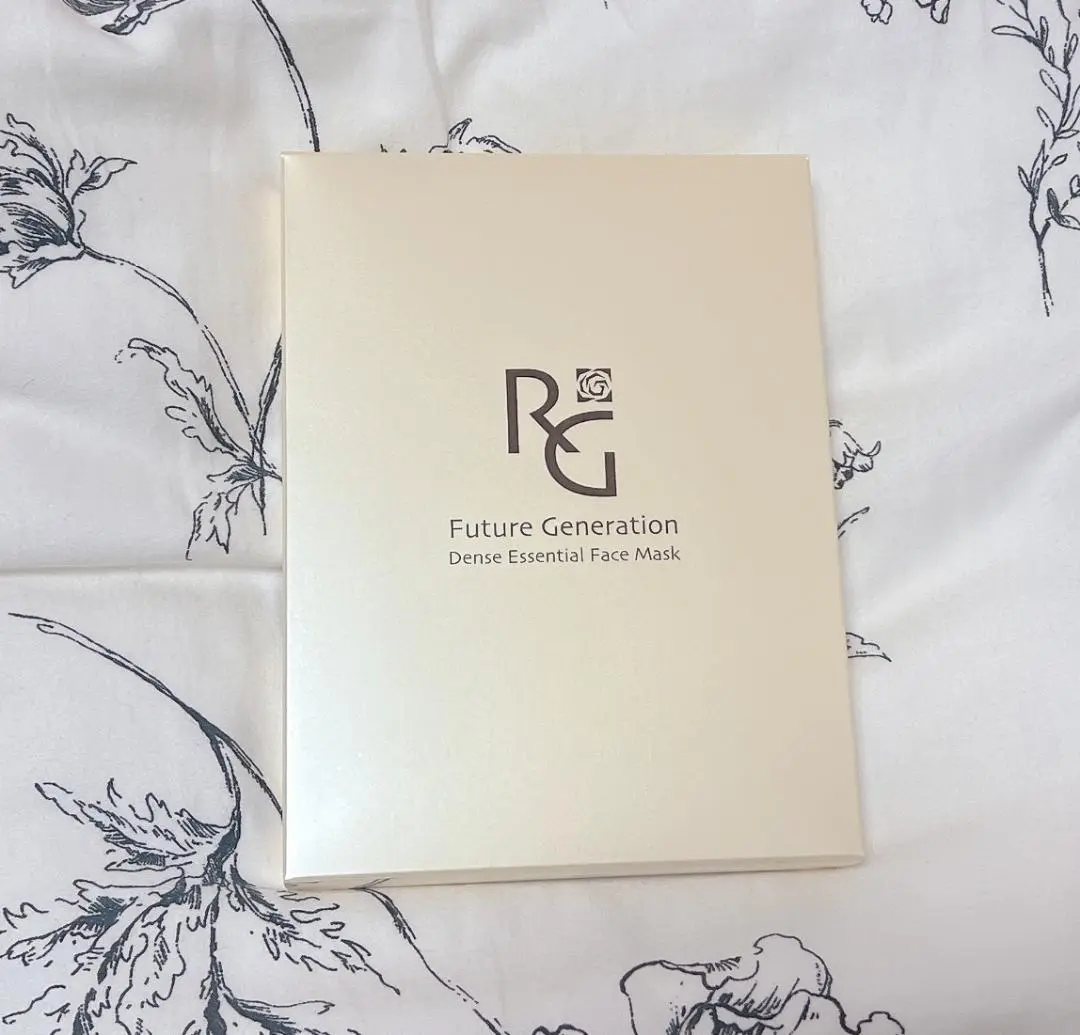 RG
Future Generation
Dense Essential Face Mask